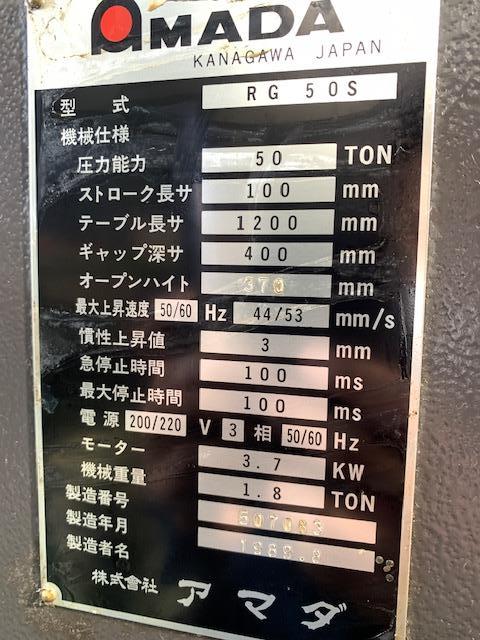 AMADA
KANAGAWA JAPAN
型式 RG 50S
機械仕様
圧力能力 50 TON
ストローク長サ 100 mm
テーブル長サ 1200 mm
ギャップ深サ 400 mm
オープンハイト 370 mm
最大上昇速度 50/60 Hz 44/53 mm/s
慣性上昇値 3 mm
急停止時間 100 ms
最大停止時間 100 ms
電源 200/220 V 3 相 50/60 Hz
モーター 3.7 KW
機械重量 1.8 TON
製造番号 507083
製造年月 1989.8
製造者名
株式會社 アマダ